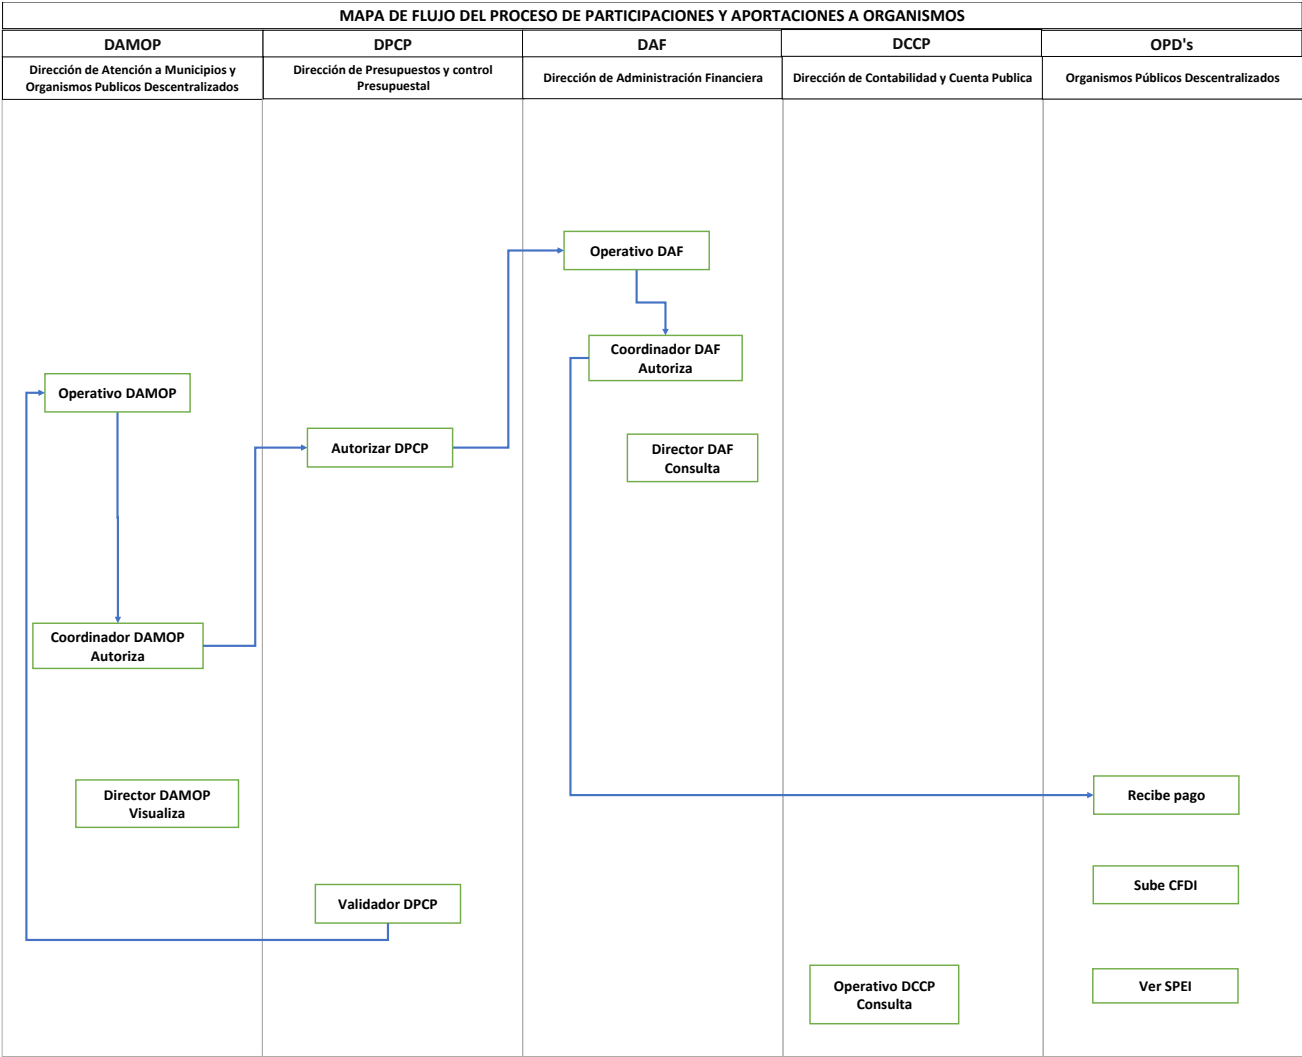 MAPA DE FLUJO DEL PROCESO DE PARTICIPACIONES Y APORTACIONES A ORGANISMOS
DAMOP
DPCP
DAF
DCCP
OPD's
Dirección de Atención a Municipios y
Organismos Publicos Descentralizados
Dirección de Presupuestos y control
Presupuestal
Dirección de Administración Financiera
Dirección de Contabilidad y Cuenta Publica
Organismos Públicos Descentralizados
Operativo DAF
Coordinador DAF
Autoriza
Operativo DAMOP
Autorizar DPCP
Director DAF
Consulta
Coordinador DAMOP
Autoriza
Director DAMOP
Visualiza
Recibe pago
Sube CFDI
Validador DPCP
Operativo DCCP
Consulta
Ver SPEI